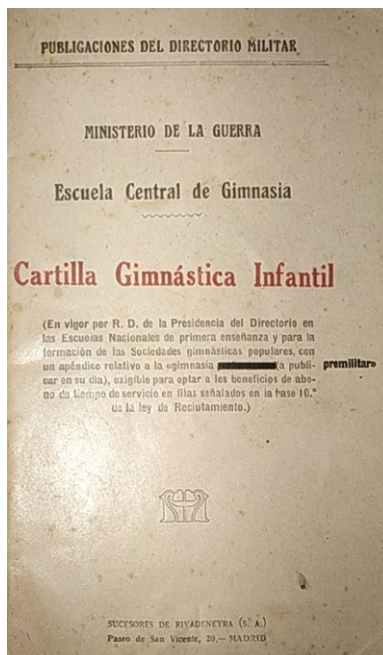 PUBLICACIONES DEL DIRECTORIO MILITAR
MINISTERIO DE LA GUERRA
Escuela Central de Gimnasia
Cartilla Gimnástica Infantil
(En vigor por R. D. de la Presidencia del Directorio en
las Escuelas Nacionales de primera enseñanza y para la
formación de las Sociedades gimnásticas populares, con
un apéndice relativo a la «gimnasia (a publi- premilitar»
car en su día), exigible para optar a los beneficios de abo-
no de tiempo de servicio en filas señalados en la base 10.ª
de la ley de Reclutamiento.)
SUCESORES DE RIVADENEYRA (S. A.)
Paseo de San Vicente, 20,—MADRID